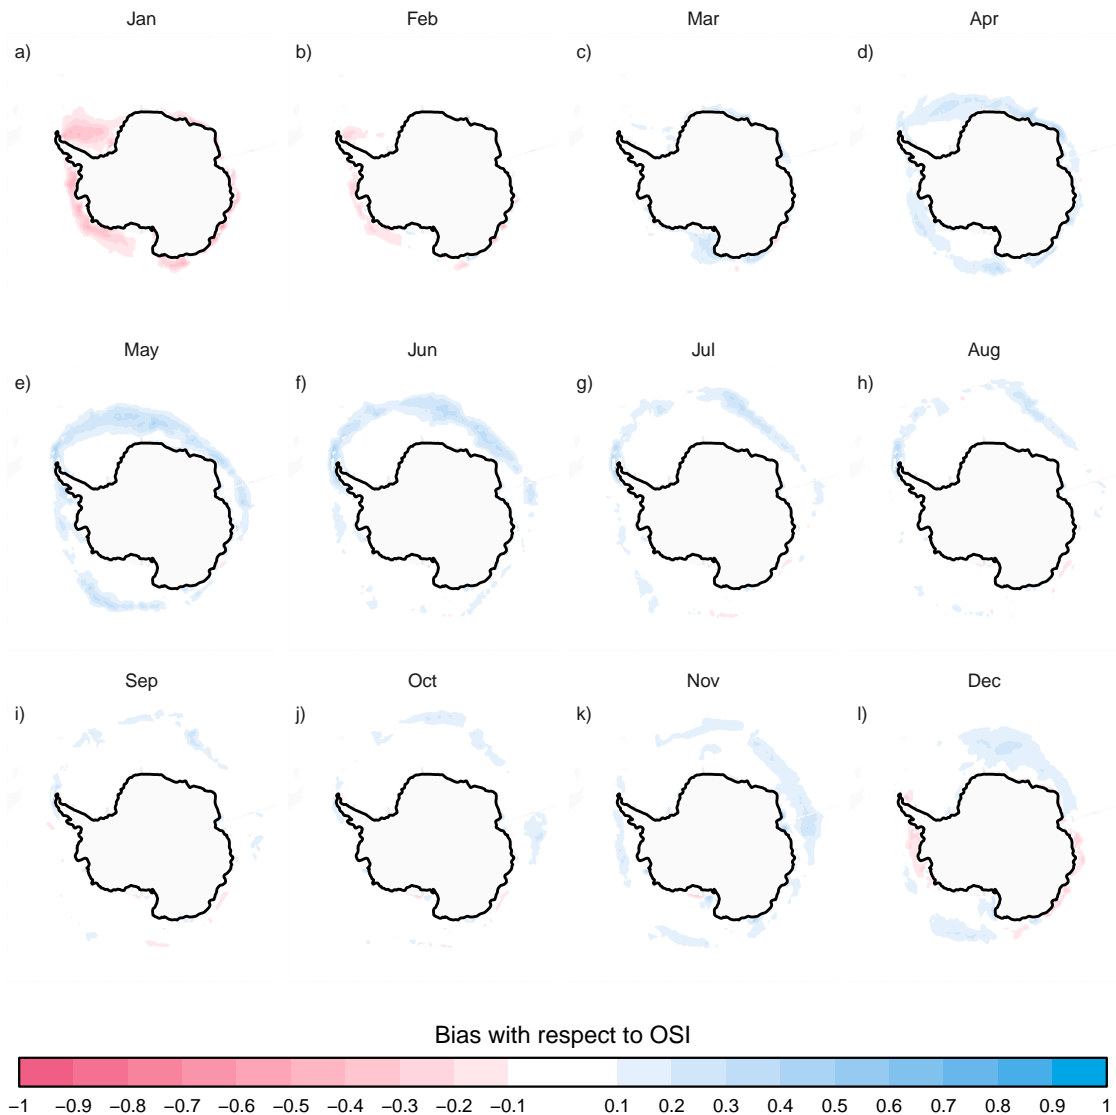 Jan Feb Mar Apr
a) b) c) d)
May Jun Jul Aug
e) f) g) h)
Sep Oct Nov Dec
i) j) k) l)
Bias with respect to OSI
−1 −0.9 −0.8 −0.7 −0.6 −0.5 −0.4 −0.3 −0.2 −0.1 0.1 0.2 0.3 0.4 0.5 0.6 0.7 0.8 0.9 1